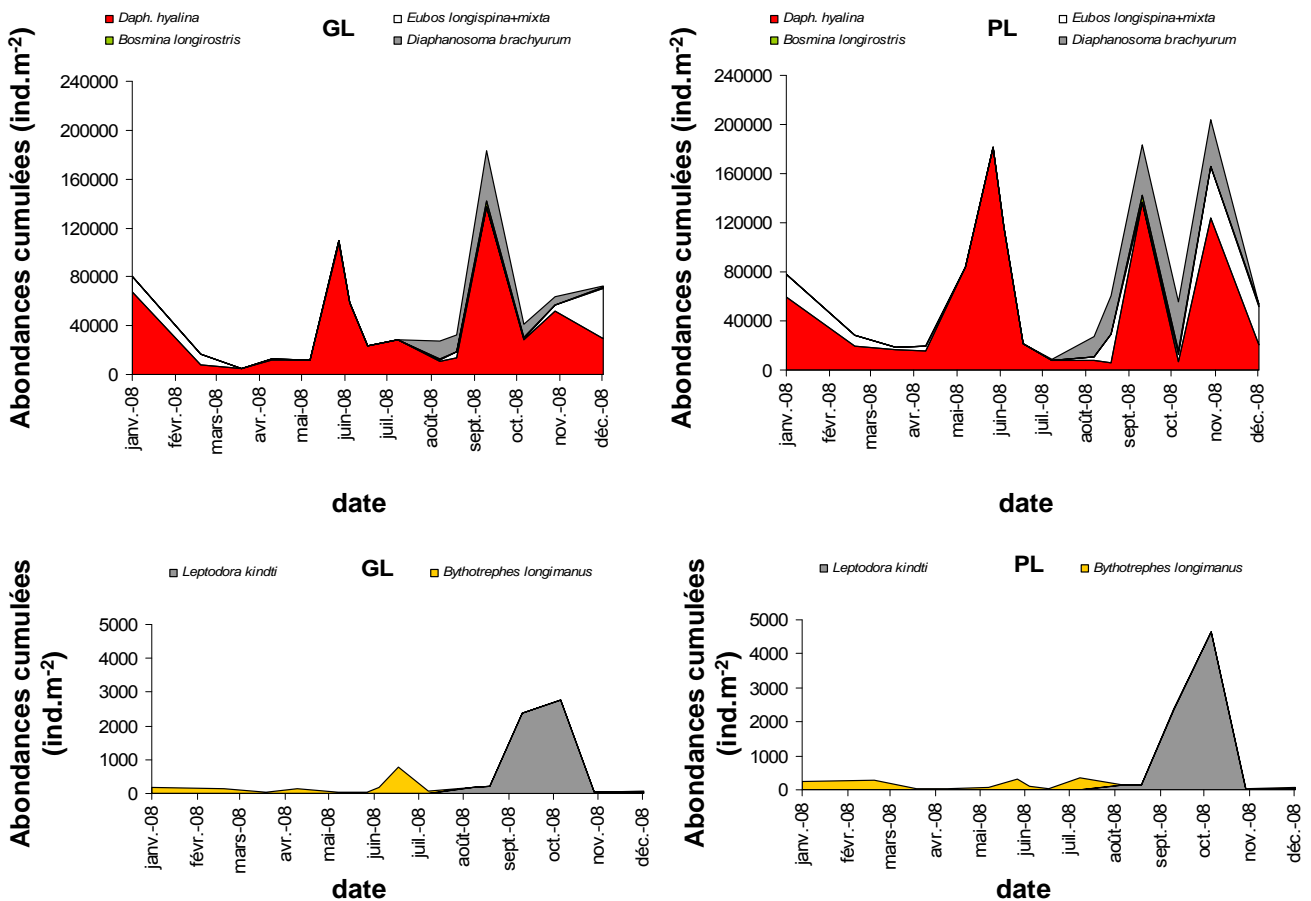 Daph. hyalina
GL
Eubos longispina+mixta
Bosmina longirostris
Diaphanosoma brachyurum
Abondances cumulées (ind.m-2)
240000
200000
160000
120000
80000
40000
0
janv.-08
févr.-08
mars-08
avr.-08
mai-08
juin-08
juil.-08
août-08
sept.-08
oct.-08
nov.-08
déc.-08
date
Daph. hyalina
PL
Eubos longispina+mixta
Bosmina longirostris
Diaphanosoma brachyurum
Abondances cumulées (ind.m-2)
240000
200000
160000
120000
80000
40000
0
janv.-08
févr.-08
mars-08
avr.-08
mai-08
juin-08
juil.-08
août-08
sept.-08
oct.-08
nov.-08
déc.-08
date
Leptodora kindti
GL
Bythotrephes longimanus
Abondances cumulées
(ind.m-2)
5000
4000
3000
2000
1000
0
janv.-08
févr.-08
mars-08
avr.-08
mai-08
juin-08
juil.-08
août-08
sept.-08
oct.-08
nov.-08
déc.-08
date
Leptodora kindti
PL
Bythotrephes longimanus
Abondances cumulées
(ind.m-2)
5000
4000
3000
2000
1000
0
janv.-08
févr.-08
mars-08
avr.-08
mai-08
juin-08
juil.-08
août-08
sept.-08
oct.-08
nov.-08
déc.-08
date